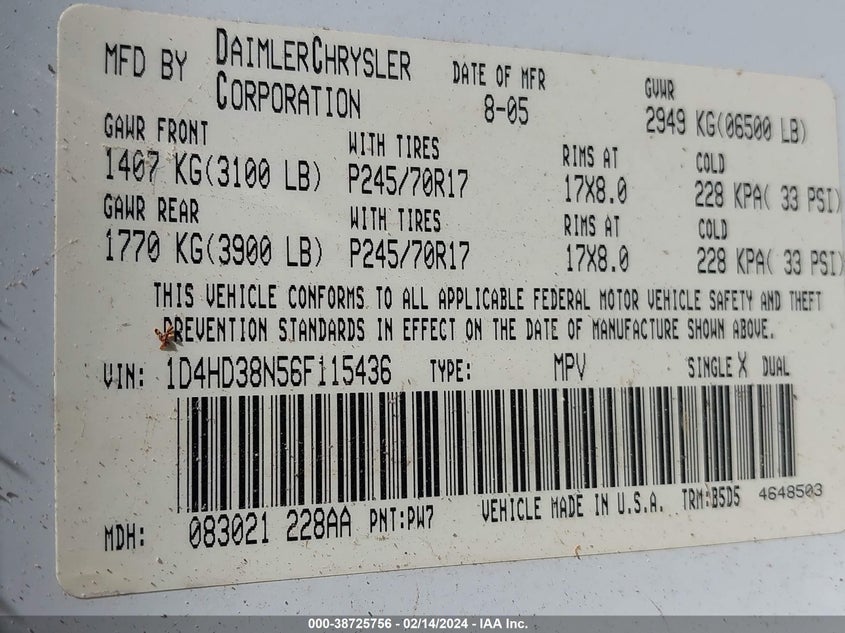 MFD BY DAIMLERCHRYSLER CORPORATION DATE OF MFR 8-05 GVWR 2949 KG(06500 LB)
GAWR FRONT WITH TIRES RIMS AT COLD
1407 KG(3100 LB) P245/70R17 17X8.0 228 KPA( 33 PSI)
GAWR REAR WITH TIRES RIMS AT COLD
1770 KG(3900 LB) P245/70R17 17X8.0 228 KPA( 33 PSI)
THIS VEHICLE CONFORMS TO ALL APPLICABLE FEDERAL MOTOR VEHICLE SAFETY AND THEFT
PREVENTION STANDARDS IN EFFECT ON THE DATE OF MANUFACTURE SHOWN ABOVE.
VIN: 1D4HD38N56F115436 TYPE: MPV SINGLE X DUAL
MDH: 083021 228AA PNT:PW7 VEHICLE MADE IN U.S.A. TRM:B5D5 4648503
000-38725756 - 02/14/2024 - IAA Inc.